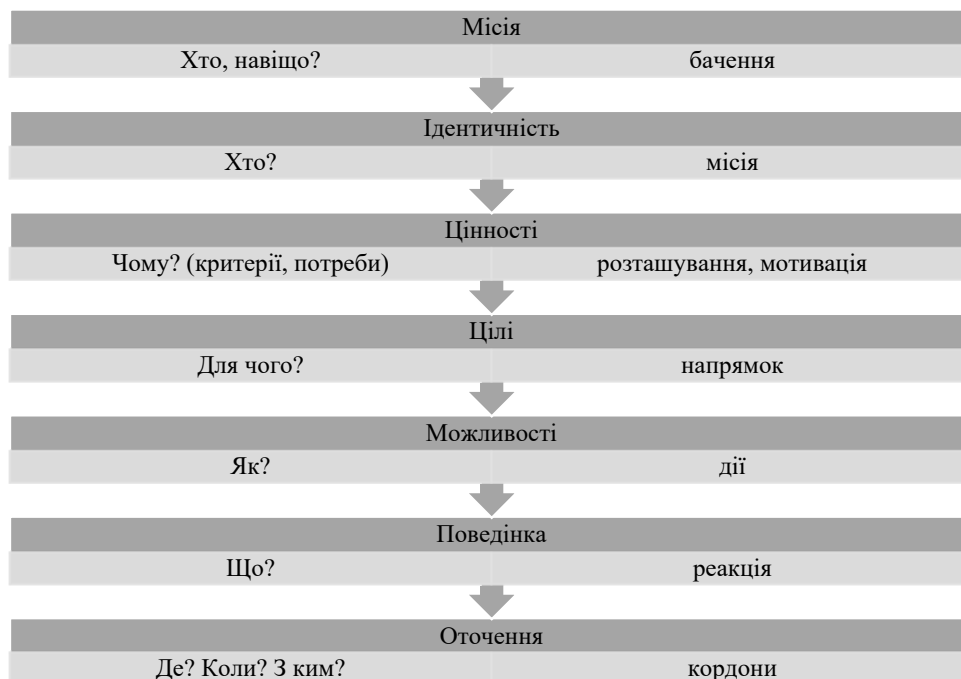 Місія
Хто, навіщо? бачення
Ідентичність
Хто? місія
Цінності
Чому? (критерії, потреби) розташування, мотивація
Цілі
Для чого? напрямок
Можливості
Як? дії
Поведінка
Що? реакція
Оточення
Де? Коли? З ким? кордони